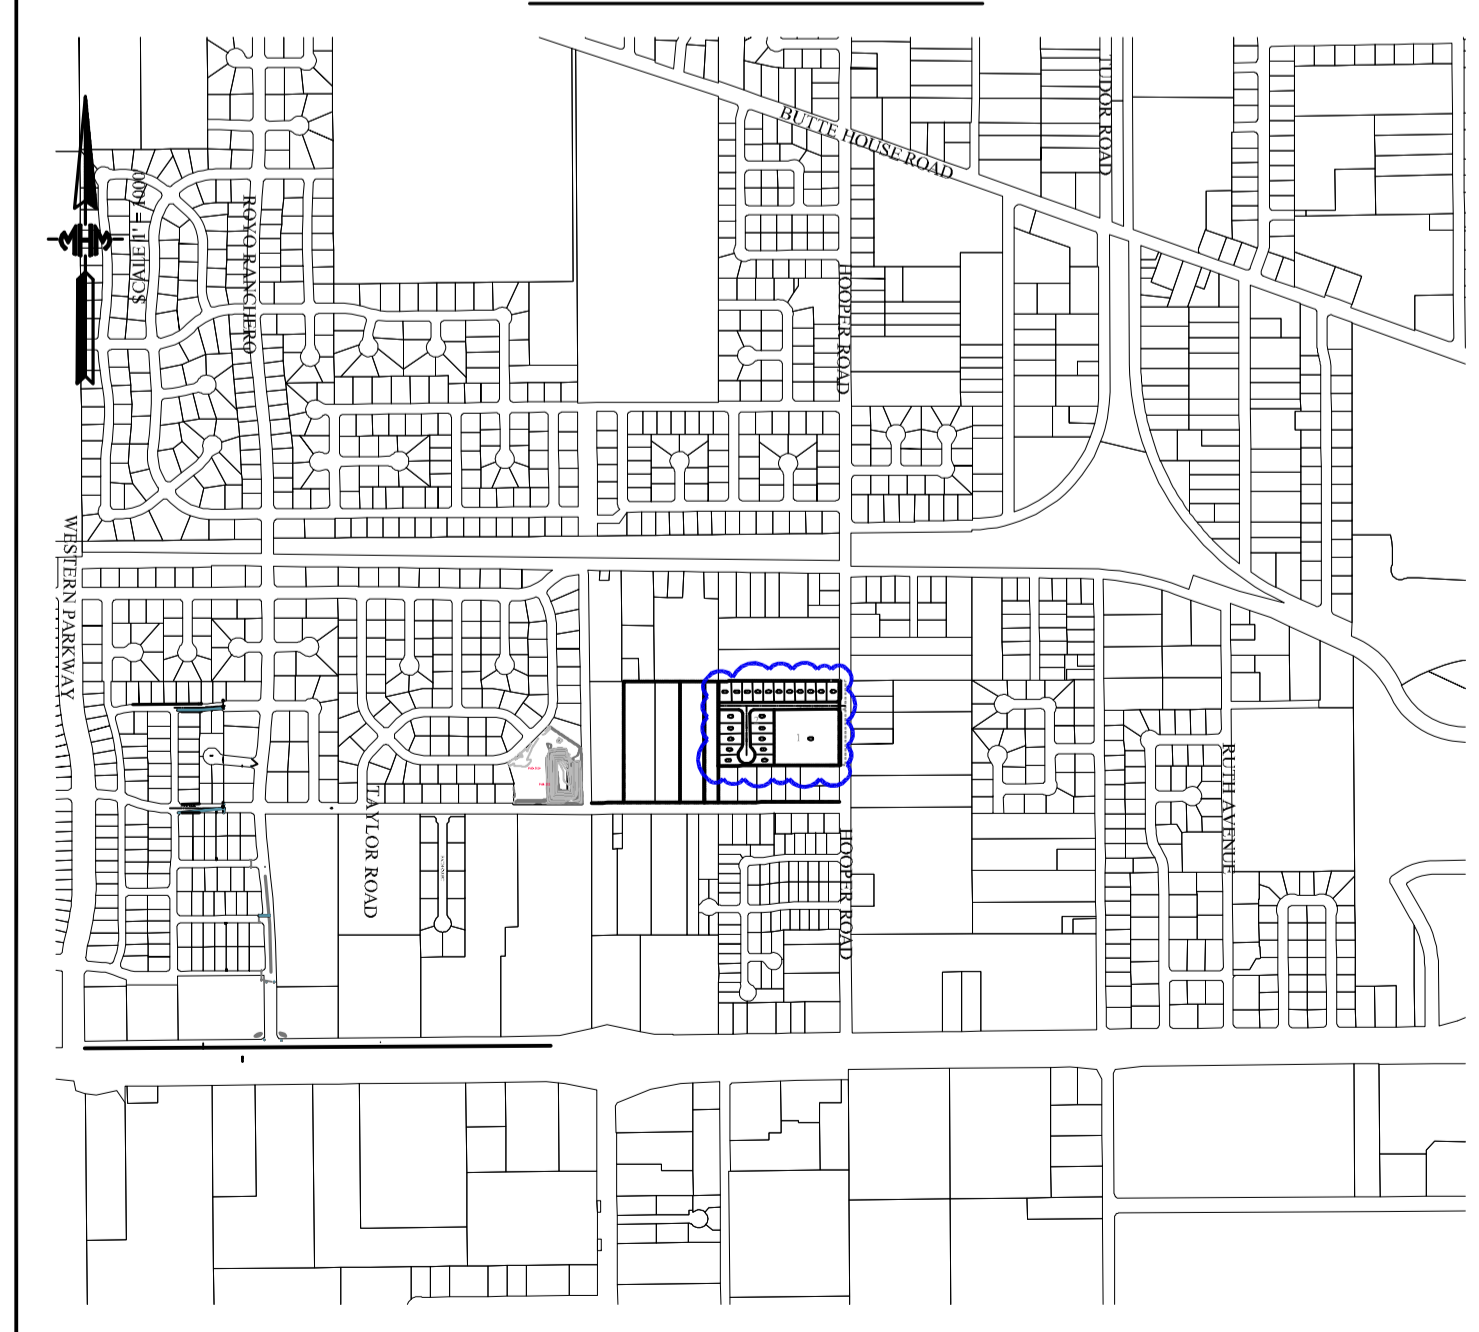 BUTTE HOUSE ROAD
TUDOR ROAD
SCALE 1" = 1000'
ROYO RANCHERO
HOOPER ROAD
WESTERN PARKWAY
TAYLOR ROAD
HOOPER ROAD
RUTH AVENUE